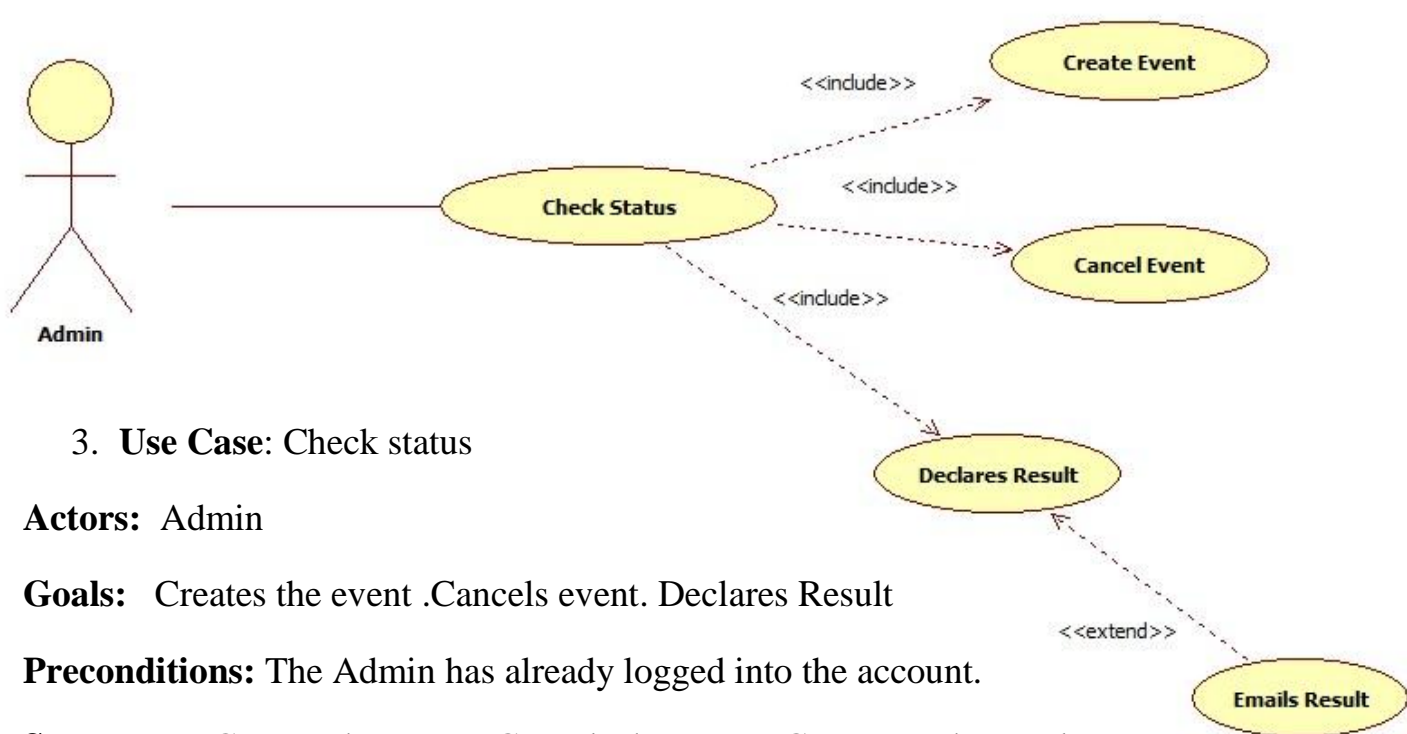 Create Event
<<include>>
<<include>>
Check Status
Cancel Event
<<include>>
Admin
3. Use Case: Check status
Declares Result
Actors: Admin
Goals: Creates the event .Cancels event. Declares Result
<<extend>>
Preconditions: The Admin has already logged into the account.
Emails Result